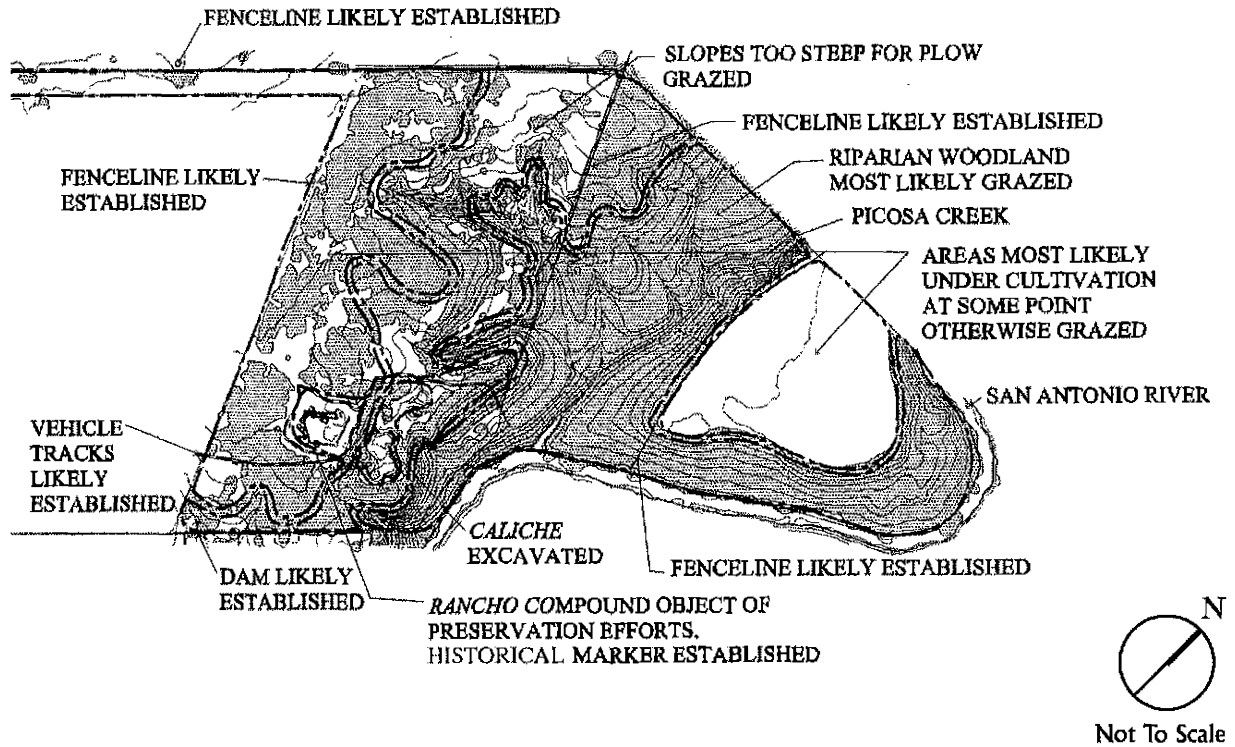 FENCELINE LIKELY ESTABLISHED
SLOPES TOO STEEP FOR PLOW
GRAZED
FENCELINE LIKELY ESTABLISHED
RIPARIAN WOODLAND
MOST LIKELY GRAZED
FENCELINE LIKELY
ESTABLISHED
PICOSA CREEK
AREAS MOST LIKELY
UNDER CULTIVATION
AT SOME POINT
OTHERWISE GRAZED
SAN ANTONIO RIVER
VEHICLE
TRACKS
LIKELY
ESTABLISHED
CALICHE
EXCAVATED
FENCELINE LIKELY ESTABLISHED
DAM LIKELY
ESTABLISHED
RANCHO COMPOUND OBJECT OF
PRESERVATION EFFORTS.
HISTORICAL MARKER ESTABLISHED
N
Not To Scale